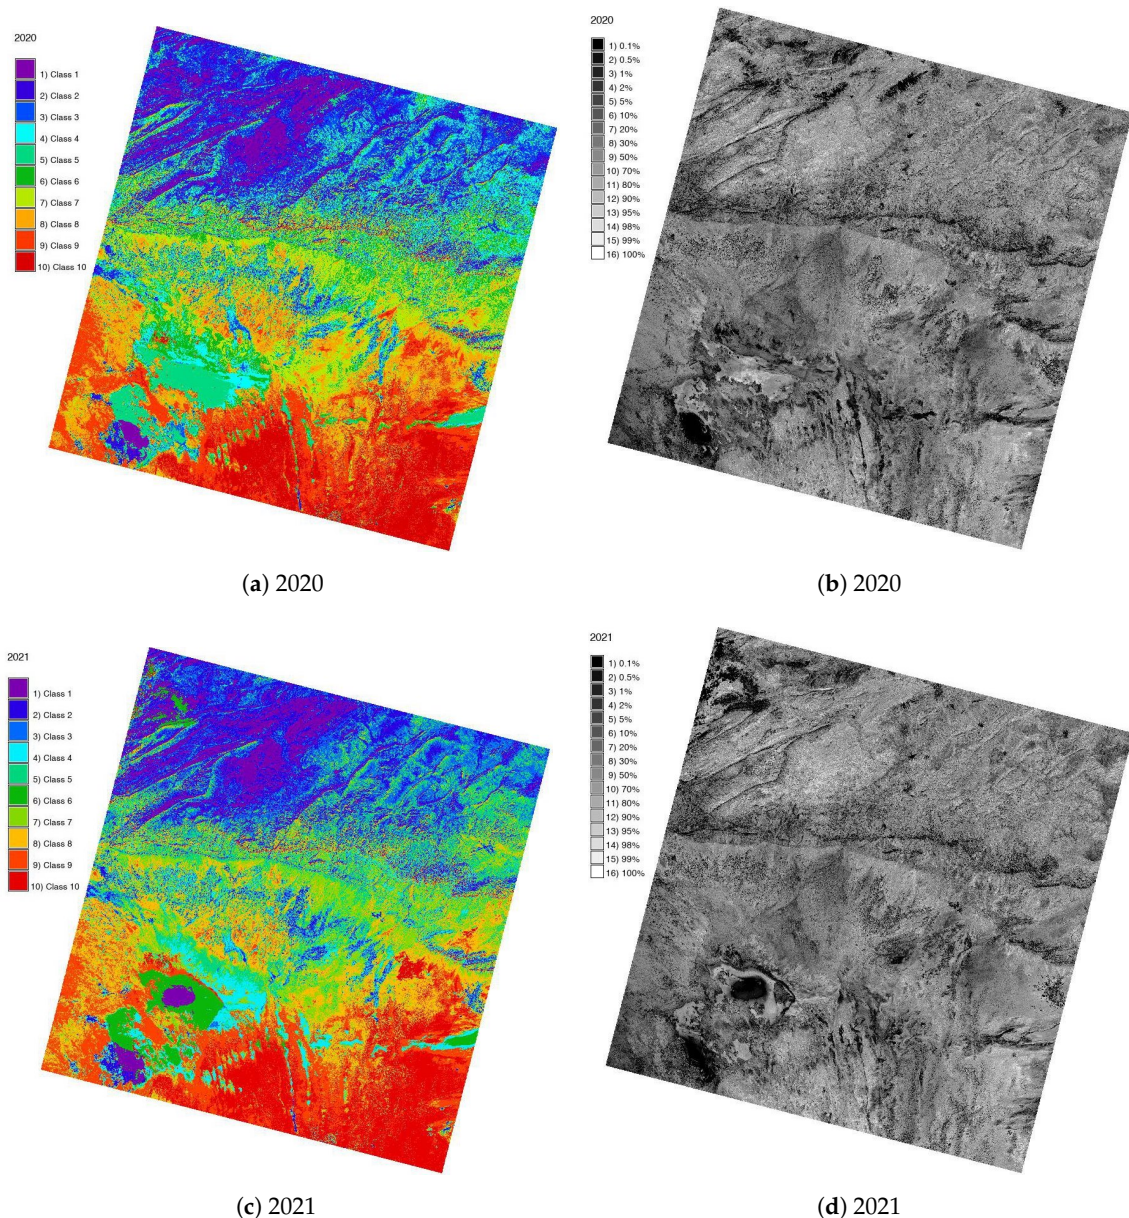 2020
1) Class 1
2) Class 2
3) Class 3
4) Class 4
5) Class 5
6) Class 6
7) Class 7
8) Class 8
9) Class 9
10) Class 10
2020
1) 0.1%
2) 0.5%
3) 1%
4) 2%
5) 5%
6) 10%
7) 20%
8) 30%
9) 50%
10) 70%
11) 80%
12) 90%
13) 95%
14) 98%
15) 99%
16) 100%
(a) 2020
(b) 2020
2021
1) Class 1
2) Class 2
3) Class 3
4) Class 4
5) Class 5
6) Class 6
7) Class 7
8) Class 8
9) Class 9
10) Class 10
2021
1) 0.1%
2) 0.5%
3) 1%
4) 2%
5) 5%
6) 10%
7) 20%
8) 30%
9) 50%
10) 70%
11) 80%
12) 90%
13) 95%
14) 98%
15) 99%
16) 100%
(c) 2021
(d) 2021